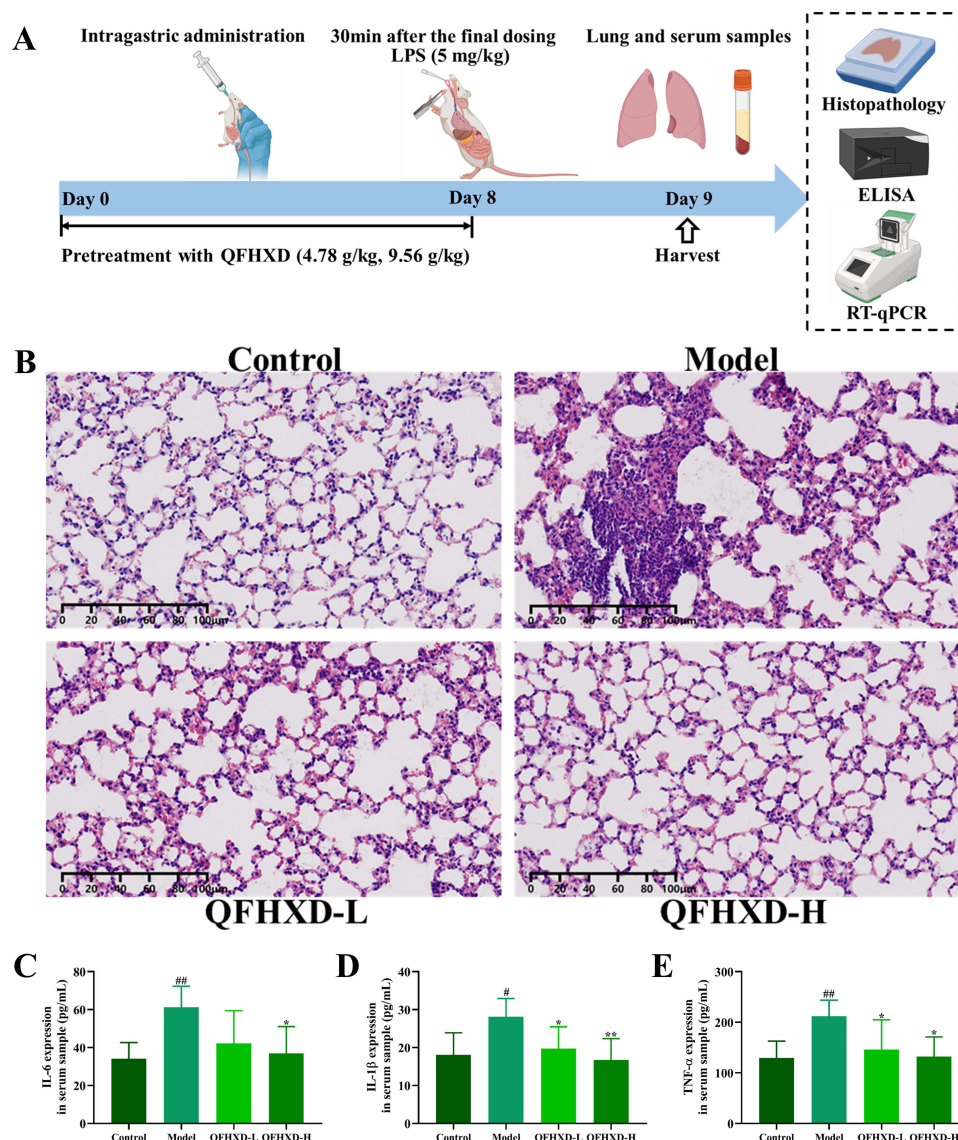 A
Intragastric administration
30min after the final dosing
LPS (5 mg/kg)
Lung and serum samples
Day 0
Day 8
Day 9
Pretreatment with QFHXD (4.78 g/kg, 9.56 g/kg)
Harvest
Histopathology
ELISA
RT-qPCR
B
Control
Model
0 20 40 60 80 100μm
0 20 40 60 80 100μm
0 20 40 60 80 100μm
0 20 40 60 80 100μm
QFHXD-L
QFHXD-H
C
IL-6 expression
in serum sample (pg/mL)
80
60
40
20
0
##
*
Control Model QFHXD-L QFHXD-H
D
IL-1β expression
in serum sample (pg/mL)
40
30
20
10
0
#
*
**
Control Model QFHXD-L QFHXD-H
E
TNF-α expression
in serum sample (pg/mL)
300
200
100
0
##
*
*
Control Model QFHXD-L QFHXD-H